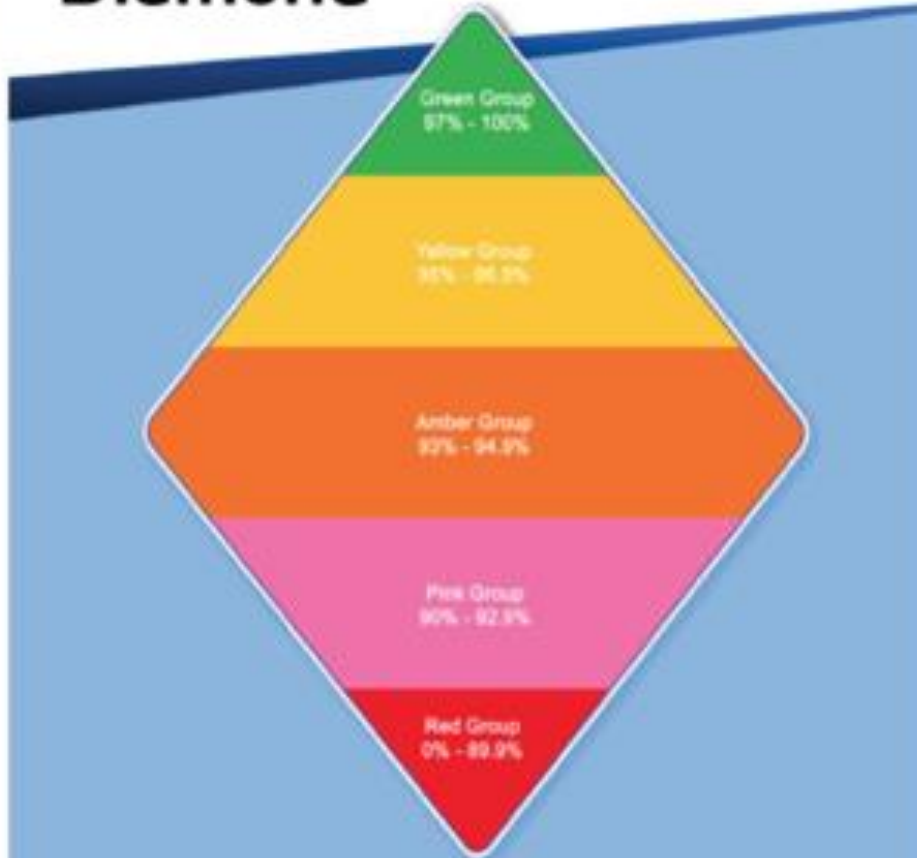 Green Group
97% - 100%
Yellow Group
95% - 96.9%
Amber Group
93% - 94.9%
Pink Group
90% - 92.9%
Red Group
0% - 89.9%